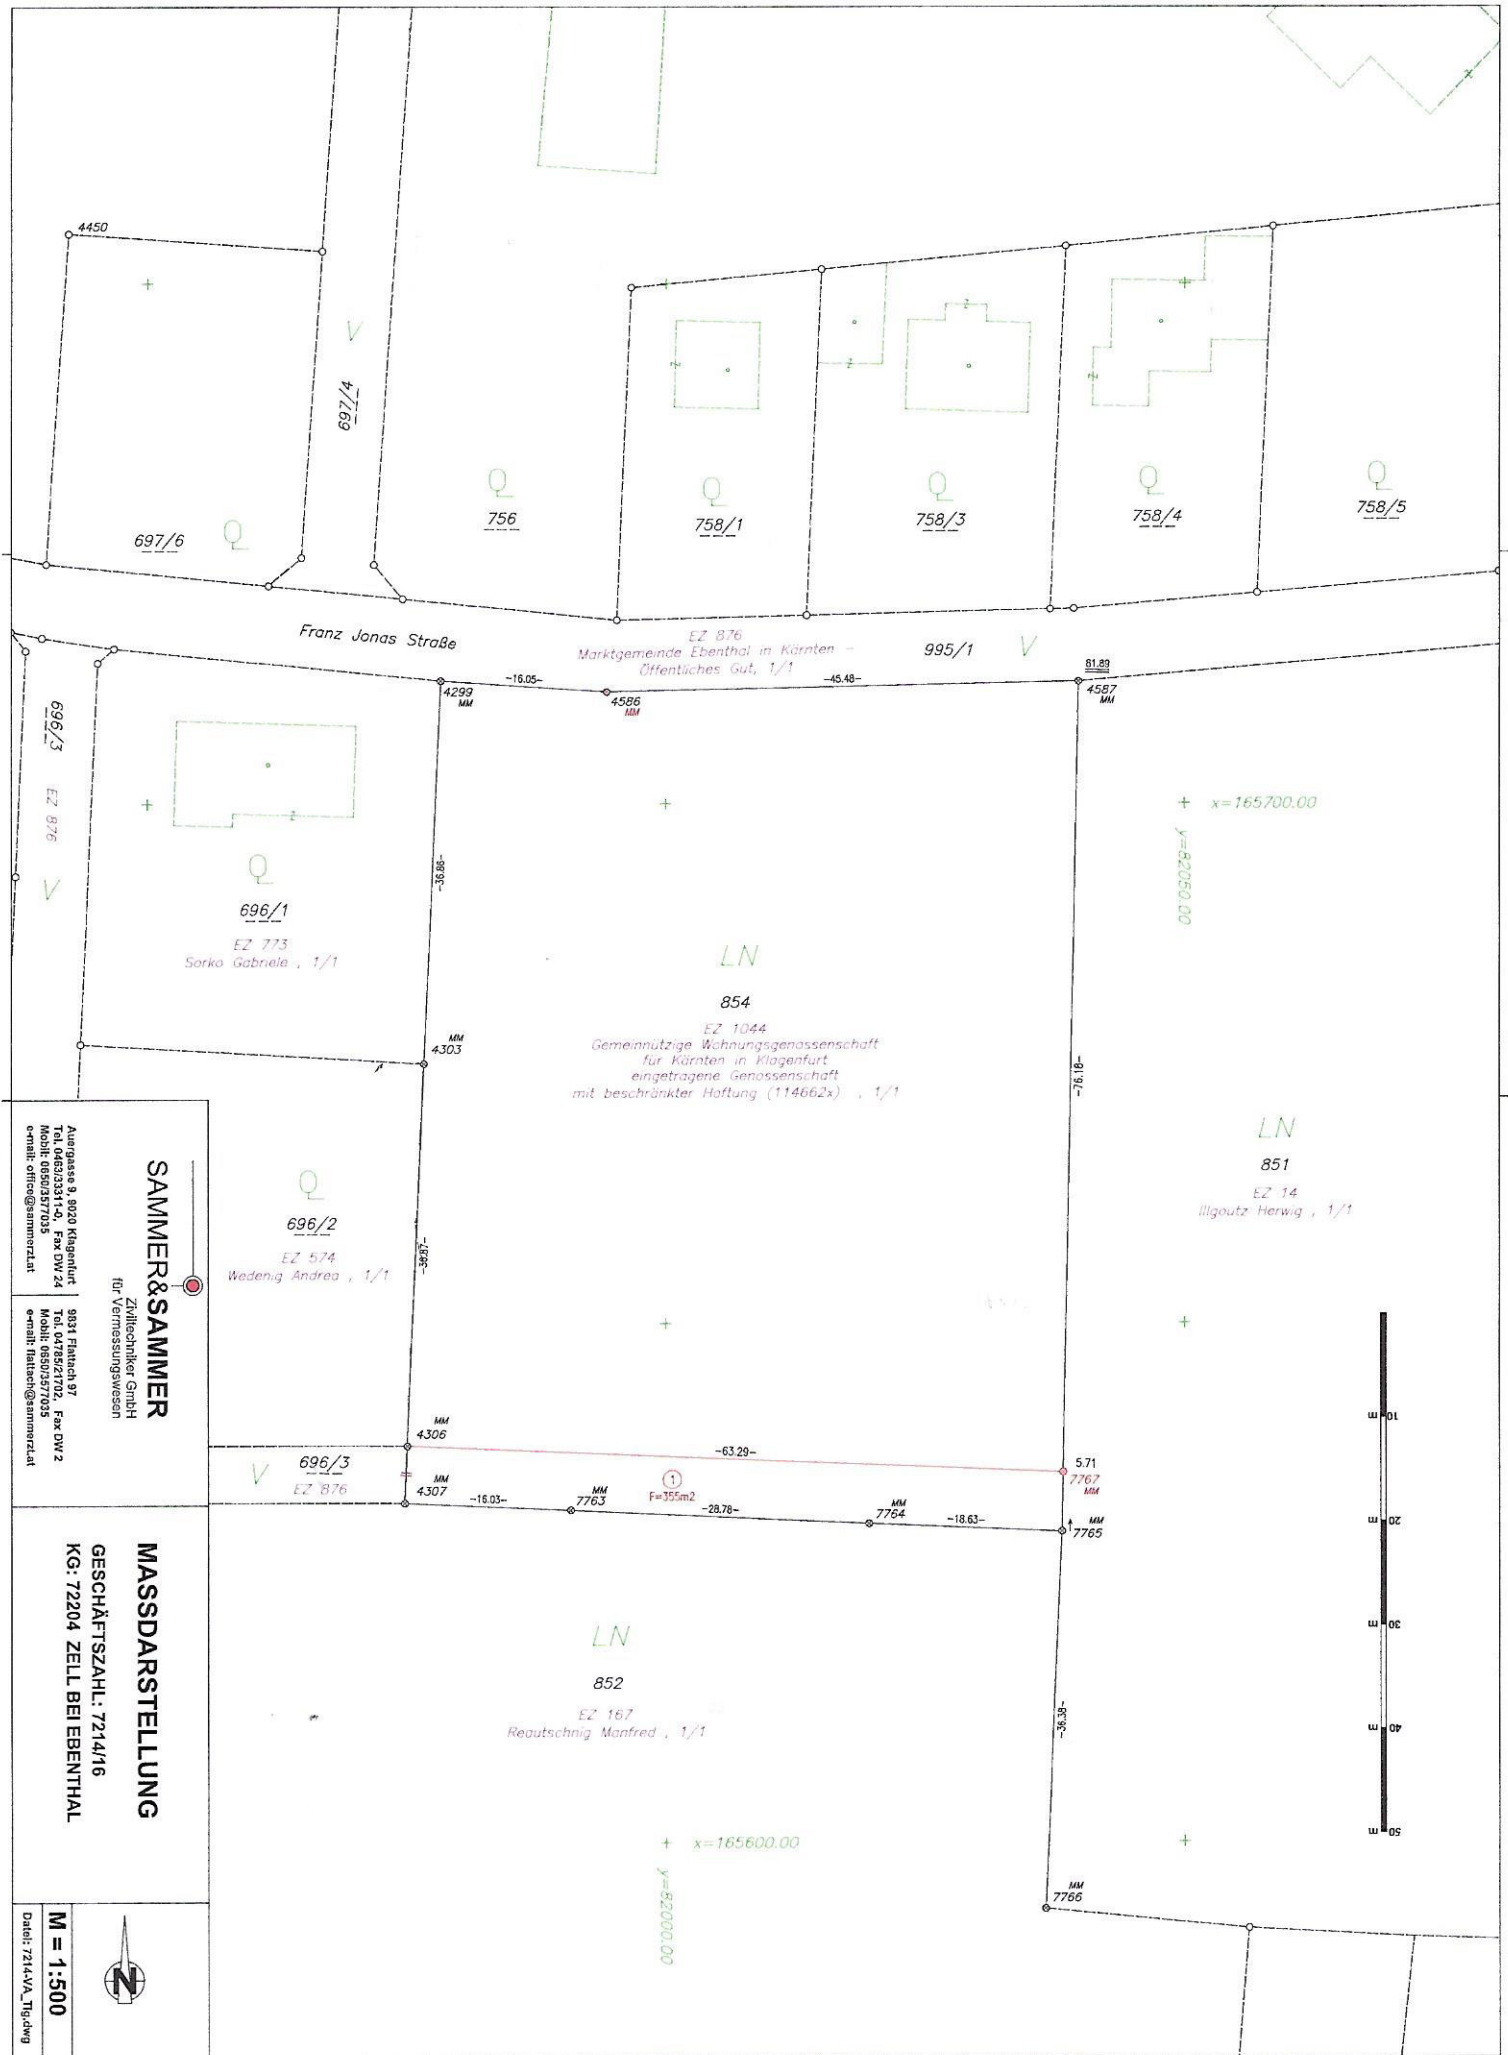 4450
V
697/4
697/6
Q
Q
756
Q
758/1
Q
758/3
Q
758/4
Q
758/5
Franz Jonas Straße
EZ 876
Marktgemeinde Ebenthal in Kärnten -
Öffentliches Gut, 1/1
995/1
V
81.89
4299
MM
-16.05-
4586
MM
-45.48-
4587
MM
696/3
EZ 876
V
Q
696/1
EZ 773
Sorko Gabriele , 1/1
-36.86-
x=165700.00
y=82050.00
LN
854
EZ 1044
Gemeinnützige Wohnungsgenossenschaft
für Kärnten in Klagenfurt
eingetragene Genossenschaft
mit beschränkter Haftung (114662x) , 1/1
MM
4303
-76.18-
LN
851
EZ 14
Illgoutz Herwig , 1/1
Q
696/2
EZ 574
Wedenig Andrea , 1/1
MM
4306
-63.29-
5.71
7767
MM
V
696/3
EZ 876
MM
4307
-16.03-
MM
7763
1
F=355m2
-28.78-
MM
7764
-18.63-
MM
7765
LN
852
EZ 167
Reautschnig Manfred , 1/1
-36.38-
MM
7766
x=165600.00
y=82000.00
10 m
20 m
30 m
40 m
50 m
SAMMER&SAMMER
Ziviltechniker GmbH
für Vermessungswesen
Auergasse 9, 9020 Klagenfurt
Tel. 0463/33311-0, Fax DW 24
Mobil: 0650/3577035
e-mail: office@sammerzt.at
9831 Flattach 97
Tel. 04785/21702, Fax DW 2
Mobil: 0650/3577035
e-mail: flattach@sammerzt.at
MASSDARSTELLUNG
GESCHÄFTSZAHL: 7214/16
KG: 72204 ZELL BEI EBENTHAL
N
M = 1:500
Datei: 7214-VA_Tlg.dwg